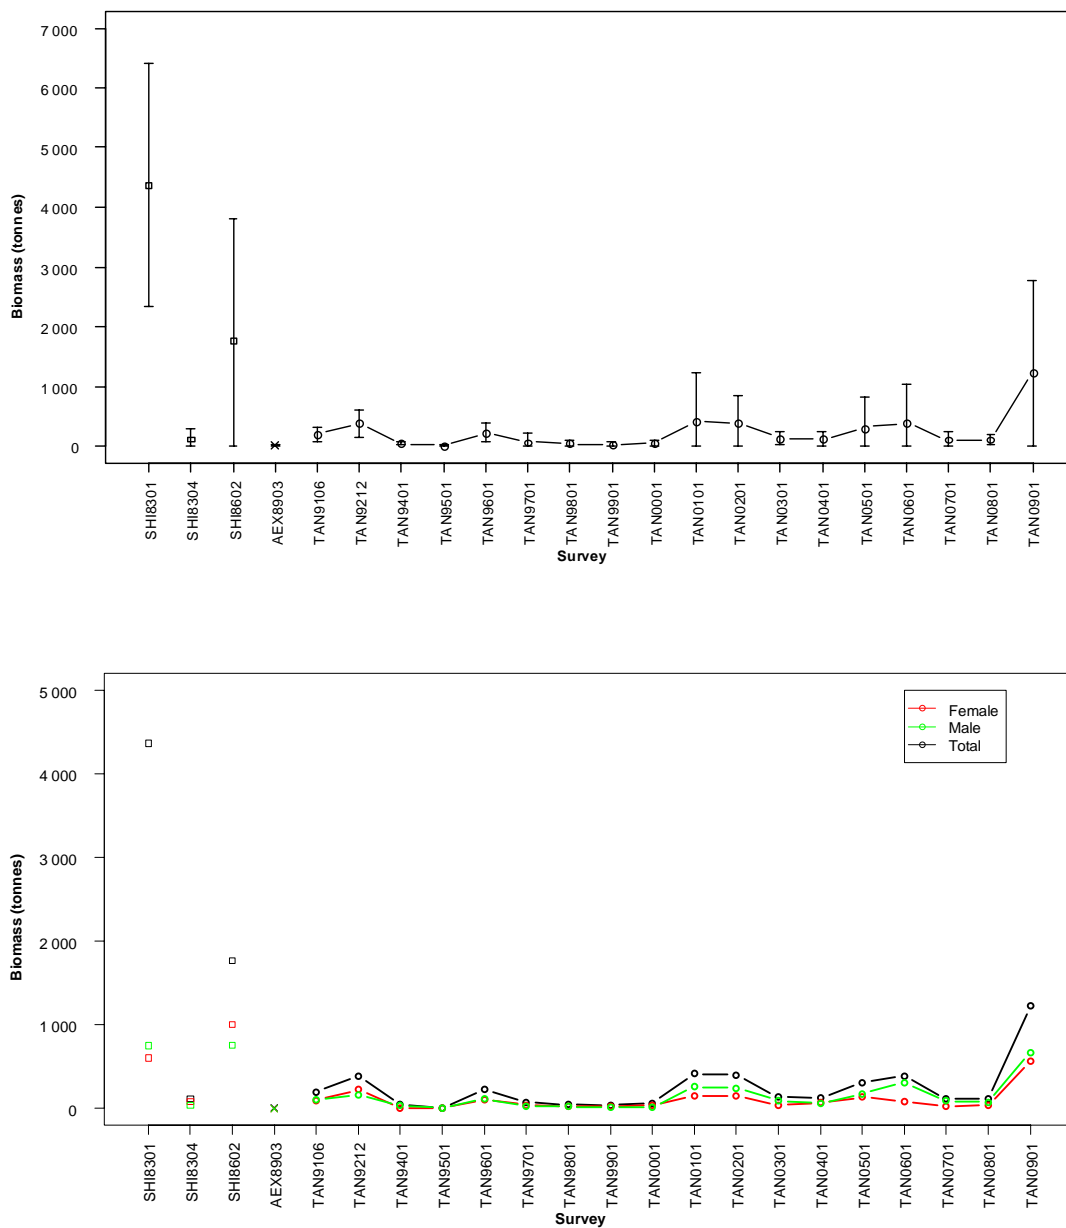 7 000
6 000
5 000
4 000
3 000
2 000
1 000
0
Biomass (tonnes)
SHI8301
SHI8304
SHI8602
AEX8903
TAN9106
TAN9212
TAN9401
TAN9501
TAN9601
TAN9701
TAN9801
TAN9901
TAN0001
TAN0101
TAN0201
TAN0301
TAN0401
TAN0501
TAN0601
TAN0701
TAN0801
TAN0901
Survey
5 000
4 000
3 000
2 000
1 000
0
Biomass (tonnes)
Female
Male
Total
SHI8301
SHI8304
SHI8602
AEX8903
TAN9106
TAN9212
TAN9401
TAN9501
TAN9601
TAN9701
TAN9801
TAN9901
TAN0001
TAN0101
TAN0201
TAN0301
TAN0401
TAN0501
TAN0601
TAN0701
TAN0801
TAN0901
Survey